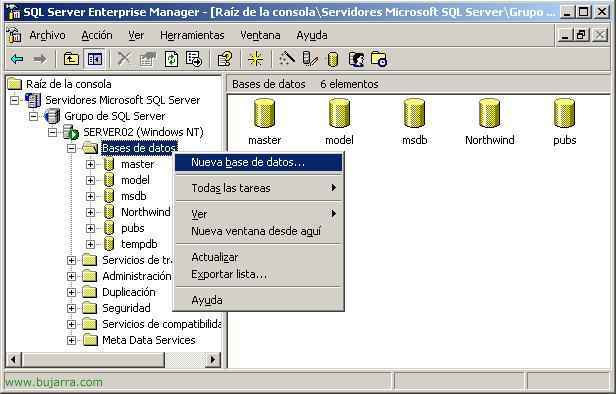 SQL Server Enterprise Manager - [Raíz de la consola\Servidores Microsoft SQL Server\Grupo ...
Archivo Acción Ver Herramientas Ventana Ayuda
Raíz de la consola
Servidores Microsoft SQL Server
Grupo de SQL Server
SERVER02 (Windows NT)
Bases de datos
master
model
msdb
Northwind
pubs
tempdb
Servicios de tr
Administración
Duplicación
Seguridad
Servicios de compatibilida
Meta Data Services
Bases de datos 6 elementos
master model msdb Northwind pubs
Nueva base de datos...
Todas las tareas
Ver
Nueva ventana desde aquí
Actualizar
Exportar lista...
Ayuda
www.bujarra.com